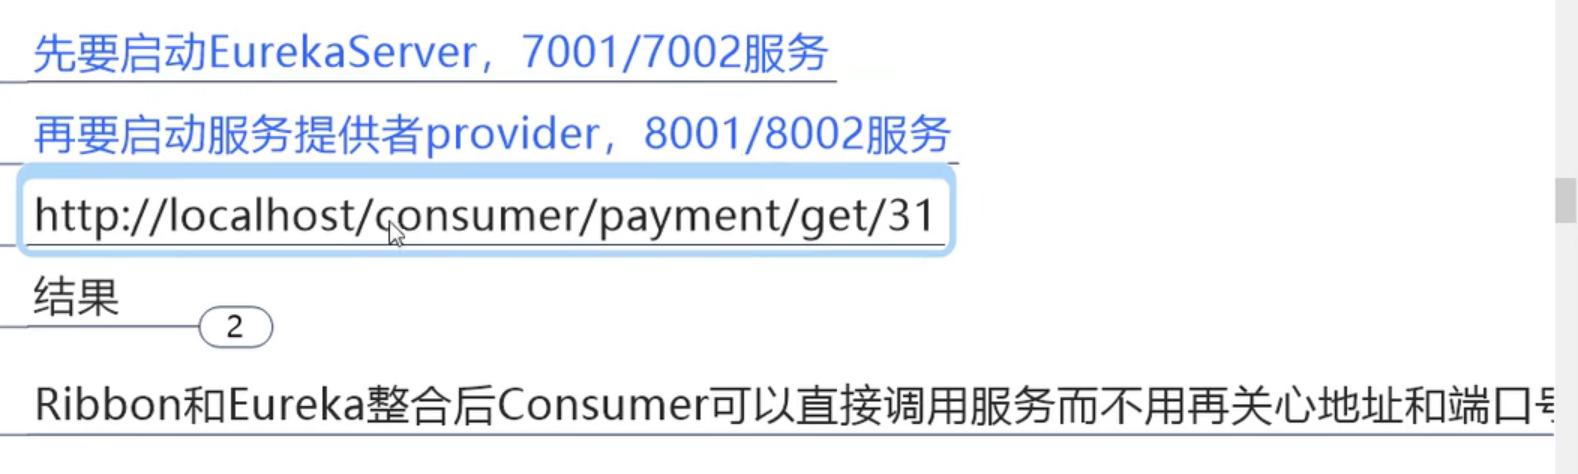 先要启动EurekaServer，7001/7002服务
再要启动服务提供者provider，8001/8002服务
http://localhost/consumer/payment/get/31
结果
2
Ribbon和Eureka整合后Consumer可以直接调用服务而不用再关心地址和端口号